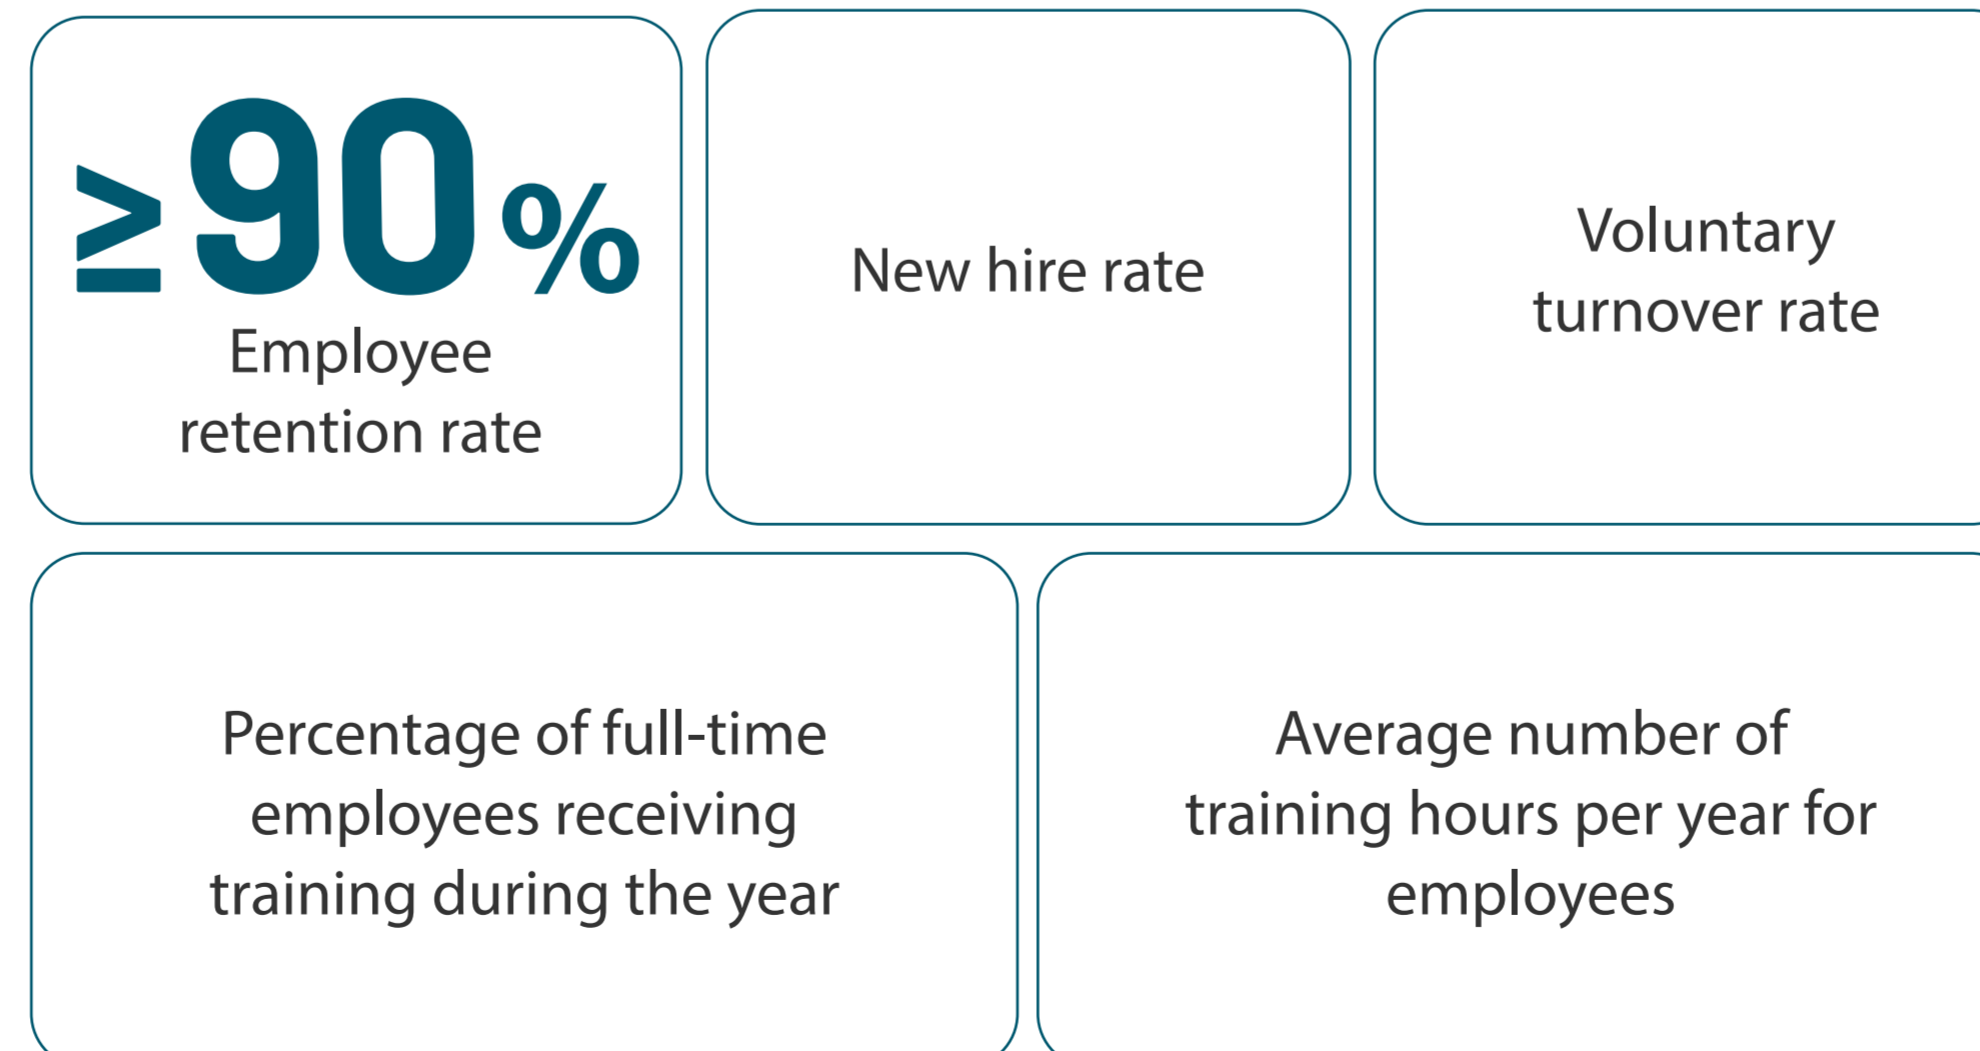 ≥90%
Employee
retention rate
New hire rate
Voluntary
turnover rate
Percentage of full-time
employees receiving
training during the year
Average number of
training hours per year for
employees